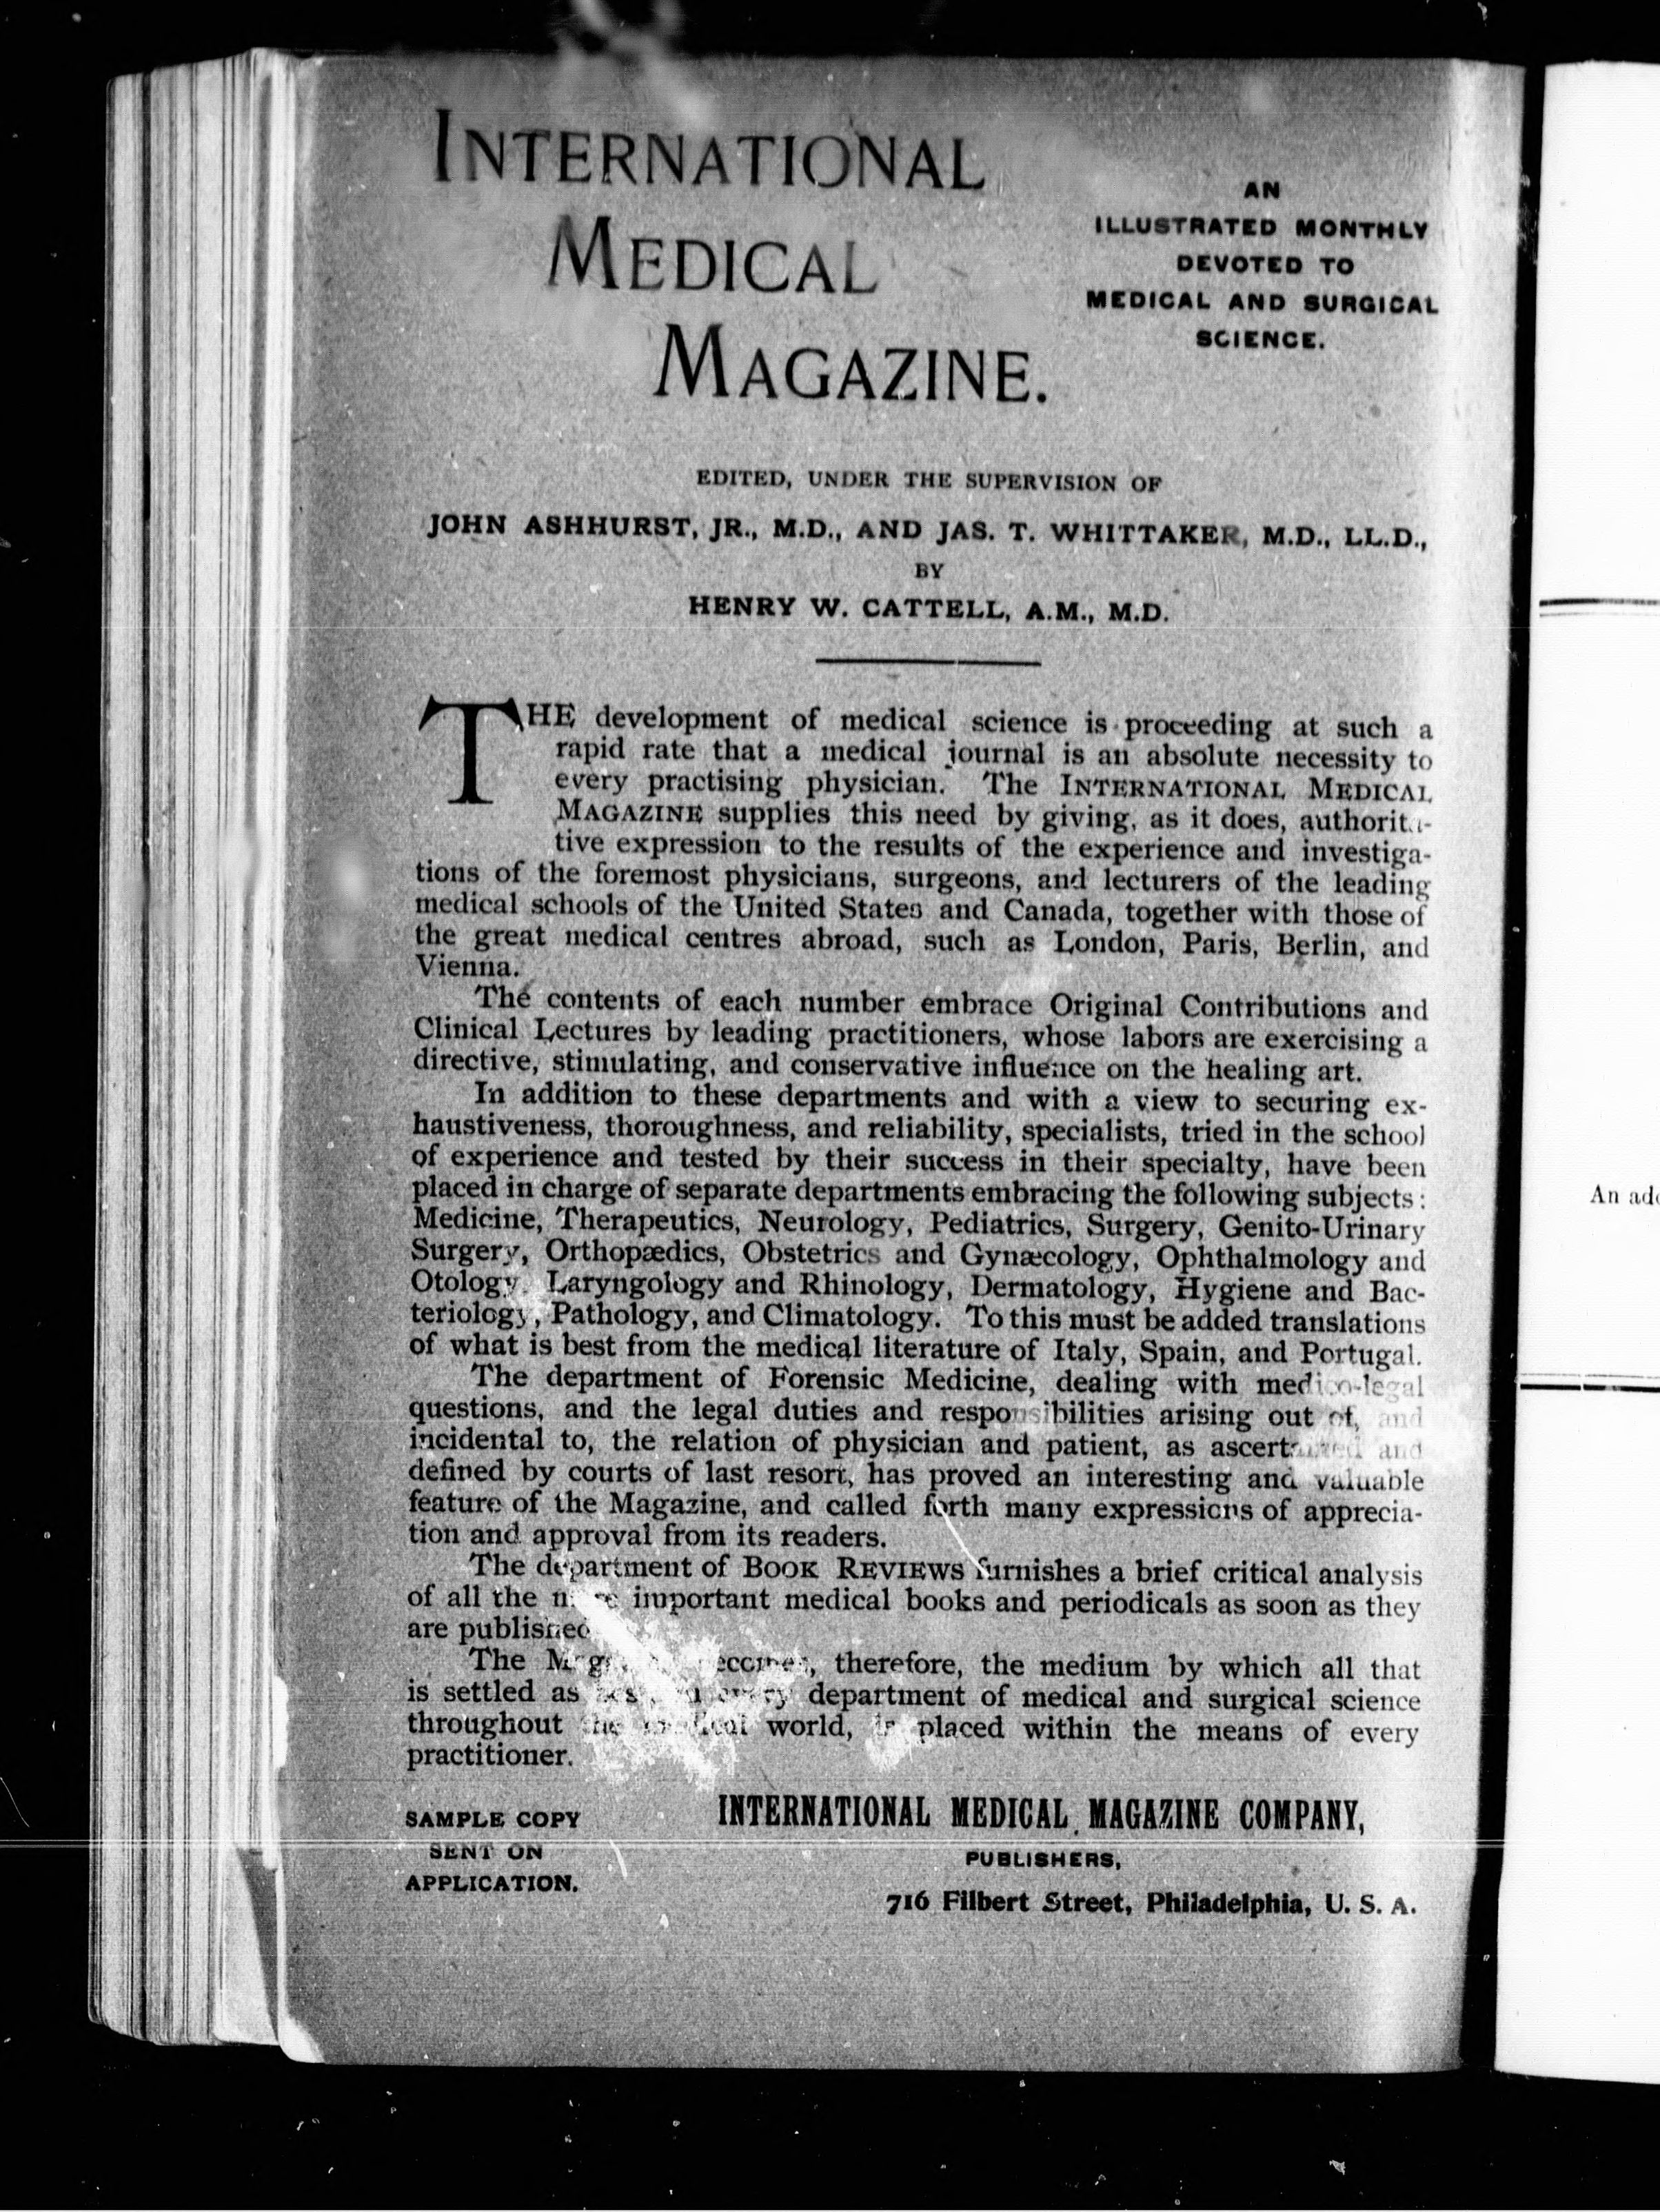 INTERNATIONAL
MEDICAL
MAGAZINE.
AN
ILLUSTRATED MONTHLY
DEVOTED TO
MEDICAL AND SURGICAL
SCIENCE.
EDITED, UNDER THE SUPERVISION OF
JOHN ASHHURST, JR., M.D., AND JAS. T. WHITTAKER, M.D., LL.D.,
BY
HENRY W. CATTELL, A.M., M.D.
THE development of medical science is proceeding at such a
rapid rate that a medical journal is an absolute necessity to
every practising physician. The INTERNATIONAL MEDICAL
MAGAZINE supplies this need by giving, as it does, authorita-
tive expression to the results of the experience and investiga-
tions of the foremost physicians, surgeons, and lecturers of the leading
medical schools of the United States and Canada, together with those of
the great medical centres abroad, such as London, Paris, Berlin, and
Vienna.
The contents of each number embrace Original Contributions and
Clinical Lectures by leading practitioners, whose labors are exercising a
directive, stimulating, and conservative influence on the healing art.
In addition to these departments and with a view to securing ex-
haustiveness, thoroughness, and reliability, specialists, tried in the school
of experience and tested by their success in their specialty, have been
placed in charge of separate departments embracing the following subjects:
Medicine, Therapeutics, Neurology, Pediatrics, Surgery, Genito-Urinary
Surgery, Orthopædics, Obstetrics and Gynæcology, Ophthalmology and
Otology, Laryngology and Rhinology, Dermatology, Hygiene and Bac-
teriology, Pathology, and Climatology. To this must be added translations
of what is best from the medical literature of Italy, Spain, and Portugal.
The department of Forensic Medicine, dealing with medico-legal
questions, and the legal duties and responsibilities arising out of, and
incidental to, the relation of physician and patient, as ascertained and
defined by courts of last resort, has proved an interesting and valuable
feature of the Magazine, and called forth many expressions of apprecia-
tion and approval from its readers.
The department of BOOK REVIEWS furnishes a brief critical analysis
of all the more important medical books and periodicals as soon as they
are published
The becomes, therefore, the medium by which all that
is settled as every department of medical and surgical science
throughout the medical world, is placed within the means of every
practitioner.
SAMPLE COPY
SENT ON
APPLICATION.
INTERNATIONAL MEDICAL MAGAZINE COMPANY,
PUBLISHERS,
716 Filbert Street, Philadelphia, U. S. A.
An